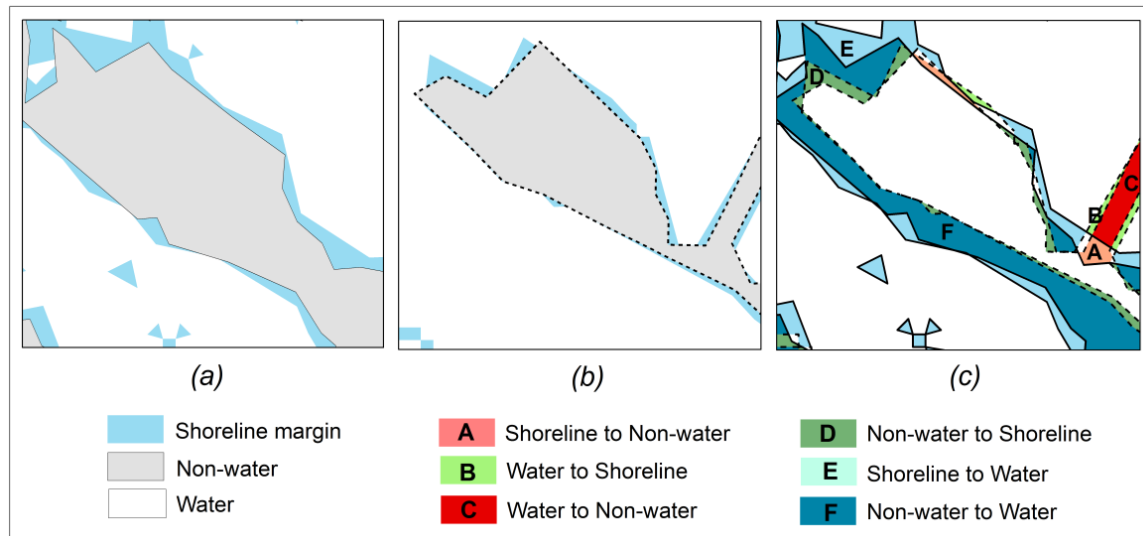 E
D
C
B
F
A
(a) (b) (c)
Shoreline margin A Shoreline to Non-water D Non-water to Shoreline
Non-water B Water to Shoreline E Shoreline to Water
Water C Water to Non-water F Non-water to Water